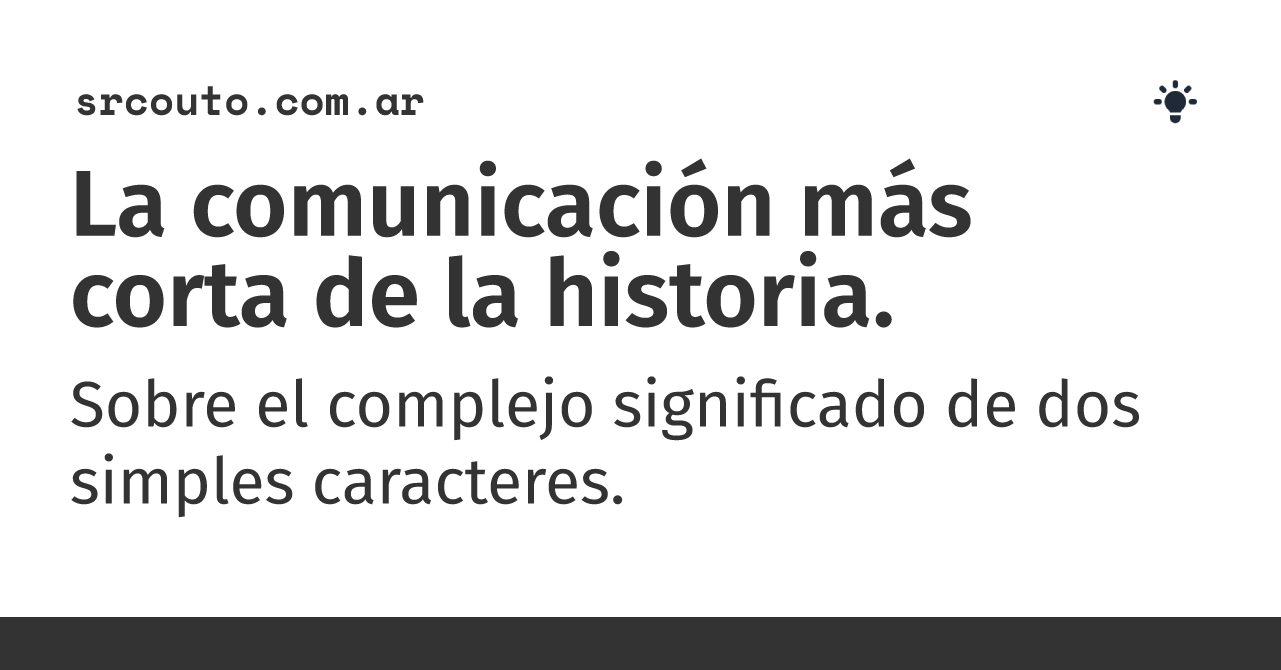 srcouto.com.ar
La comunicación más
corta de la historia.
Sobre el complejo significado de dos
simples caracteres.